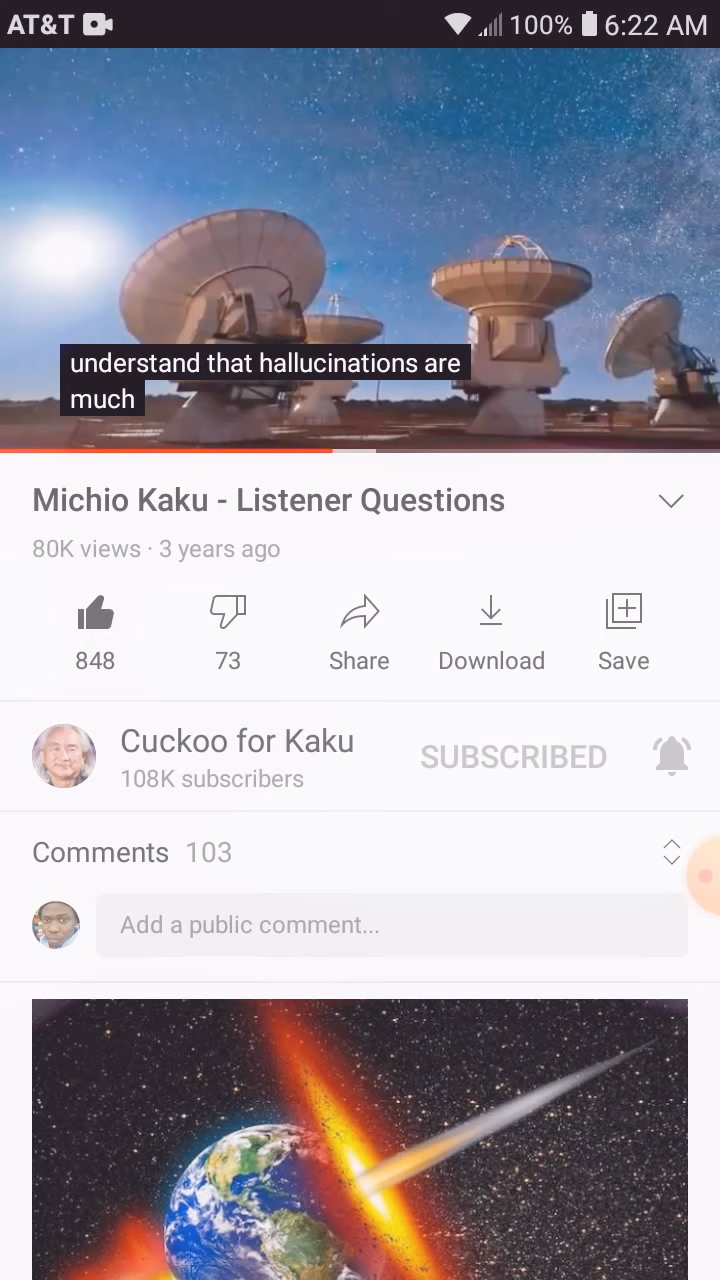 AT&T 100% 6:22 AM
understand that hallucinations are
much
Michio Kaku - Listener Questions
80K views · 3 years ago
848 73 Share Download Save
Cuckoo for Kaku SUBSCRIBED
108K subscribers
Comments 103
Add a public comment...